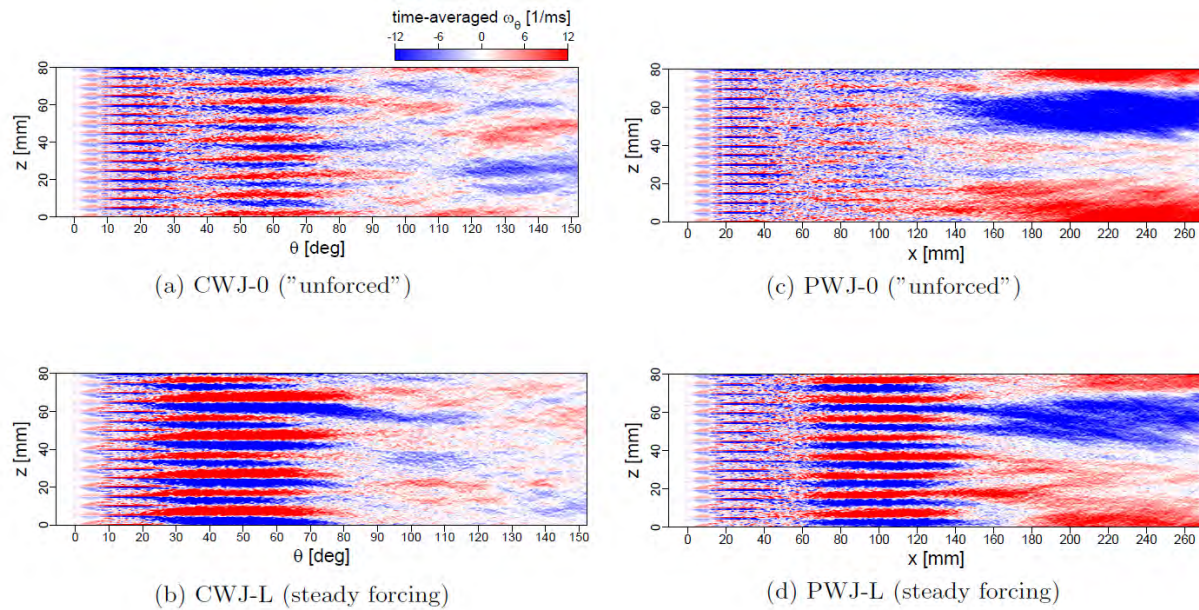 time-averaged ω_θ [1/ms]
-12 -6 0 6 12
80
60
40
20
0
z [mm]
0 10 20 30 40 50 60 70 80 90 100 110 120 130 140 150
θ [deg]
(a) CWJ-0 ("unforced")
80
60
40
20
0
z [mm]
0 20 40 60 80 100 120 140 160 180 200 220 240 260
x [mm]
(c) PWJ-0 ("unforced")
80
60
40
20
0
z [mm]
0 10 20 30 40 50 60 70 80 90 100 110 120 130 140 150
θ [deg]
(b) CWJ-L (steady forcing)
80
60
40
20
0
z [mm]
0 20 40 60 80 100 120 140 160 180 200 220 240 260
x [mm]
(d) PWJ-L (steady forcing)